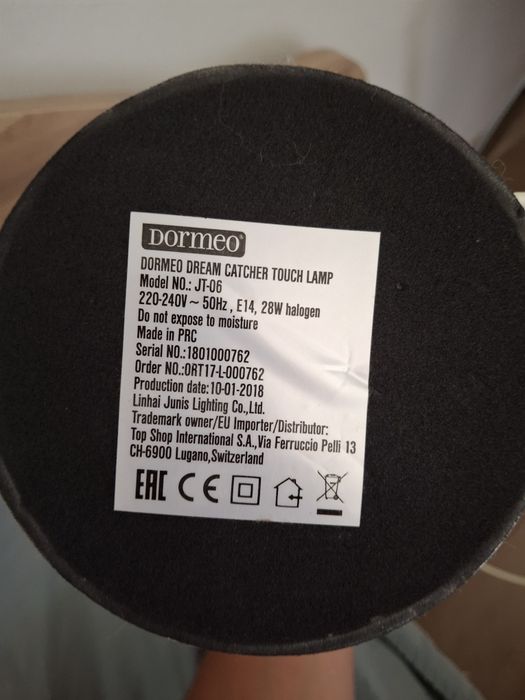 DORMEO®
DORMEO DREAM CATCHER TOUCH LAMP
Model NO.: JT-06
220-240V ~ 50Hz , E14, 28W halogen
Do not expose to moisture
Made in PRC
Serial NO.:1801000762
Order NO.:ORT17-L-000762
Production date:10-01-2018
Linhai Junis Lighting Co.,Ltd.
Trademark owner/EU Importer/Distributor:
Top Shop International S.A.,Via Ferruccio Pelli 13
CH-6900 Lugano,Switzerland
EAC CE